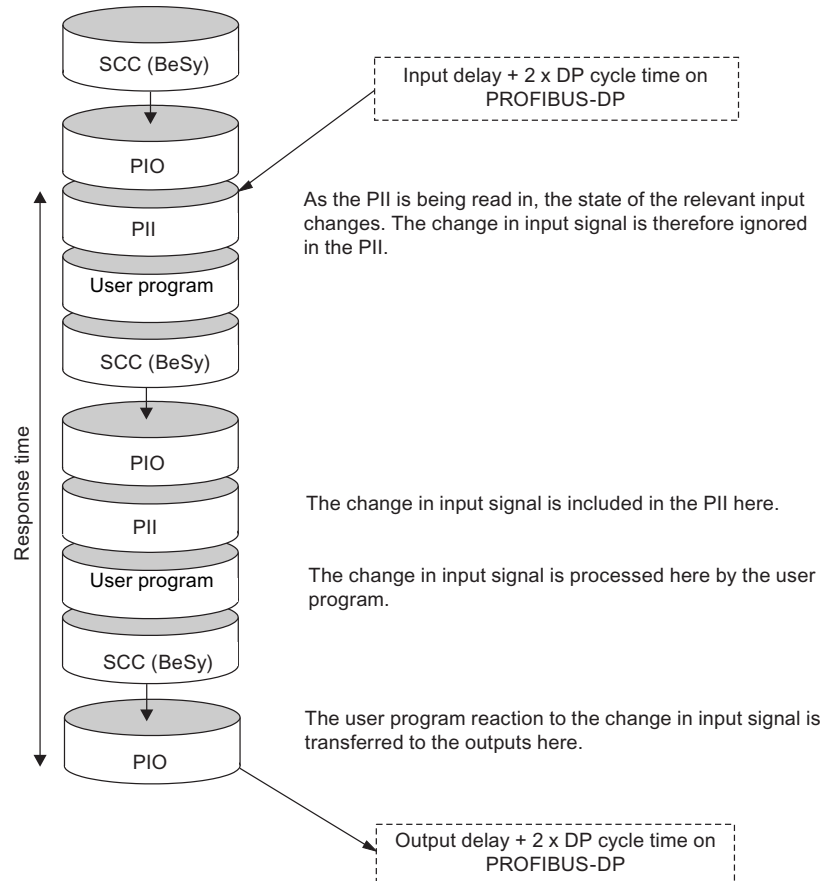 SCC (BeSy)
Input delay + 2 x DP cycle time on
PROFIBUS-DP
PIO
As the PII is being read in, the state of the relevant input
changes. The change in input signal is therefore ignored
in the PII.
PII
User program
SCC (BeSy)
Response time
PIO
The change in input signal is included in the PII here.
PII
The change in input signal is processed here by the user
program.
User program
SCC (BeSy)
The user program reaction to the change in input signal is
transferred to the outputs here.
PIO
Output delay + 2 x DP cycle time on
PROFIBUS-DP